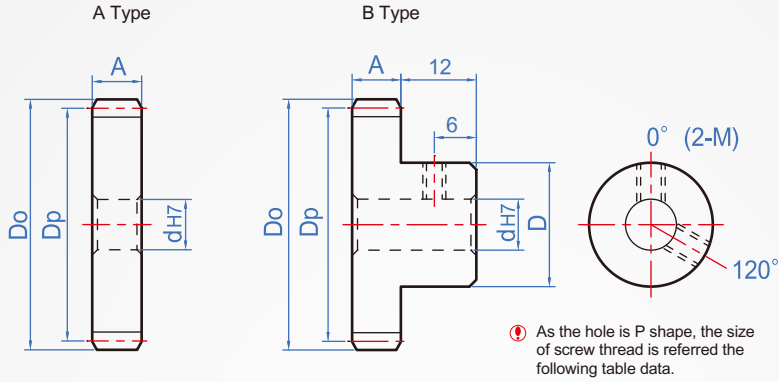 A Type
B Type
A
A
12
6
0° (2-M)
Do
Dp
dH7
Do
Dp
dH7
D
120°
As the hole is P shape, the size
of screw thread is referred the
following table data.